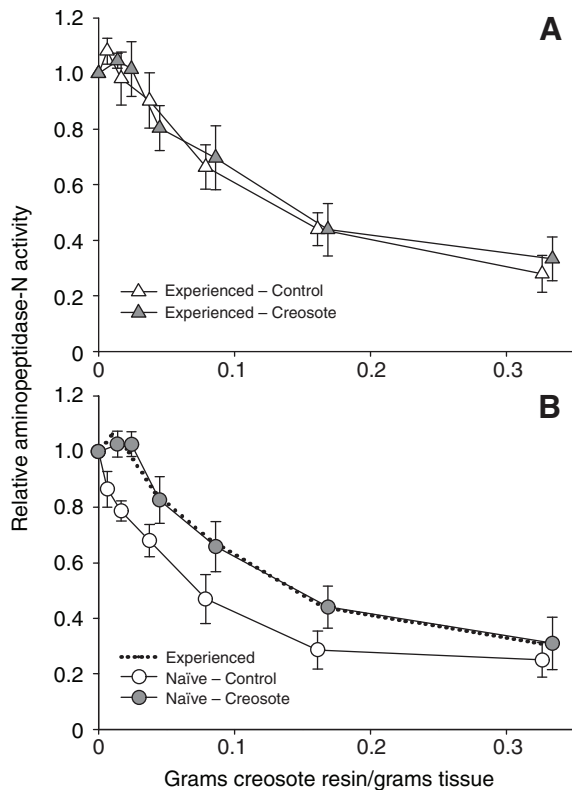 1.2
A
1.0
0.8
0.6
0.4
Experienced – Control
0.2
Experienced – Creosote
0
0 0.1 0.2 0.3
Relative aminopeptidase-N activity
1.2
B
1.0
0.8
0.6
0.4
Experienced
0.2
Naïve – Control
Naïve – Creosote
0
0 0.1 0.2 0.3
Grams creosote resin/grams tissue